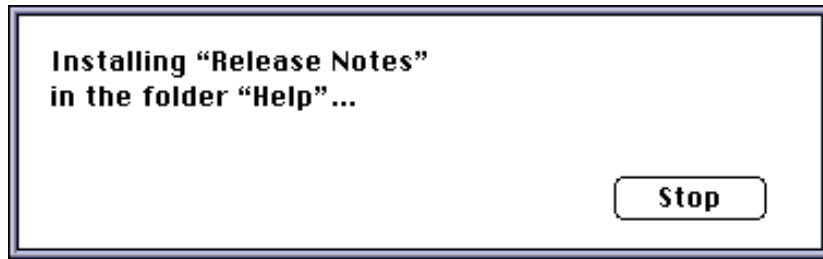 Installing “Release Notes”
in the folder “Help”...
Stop